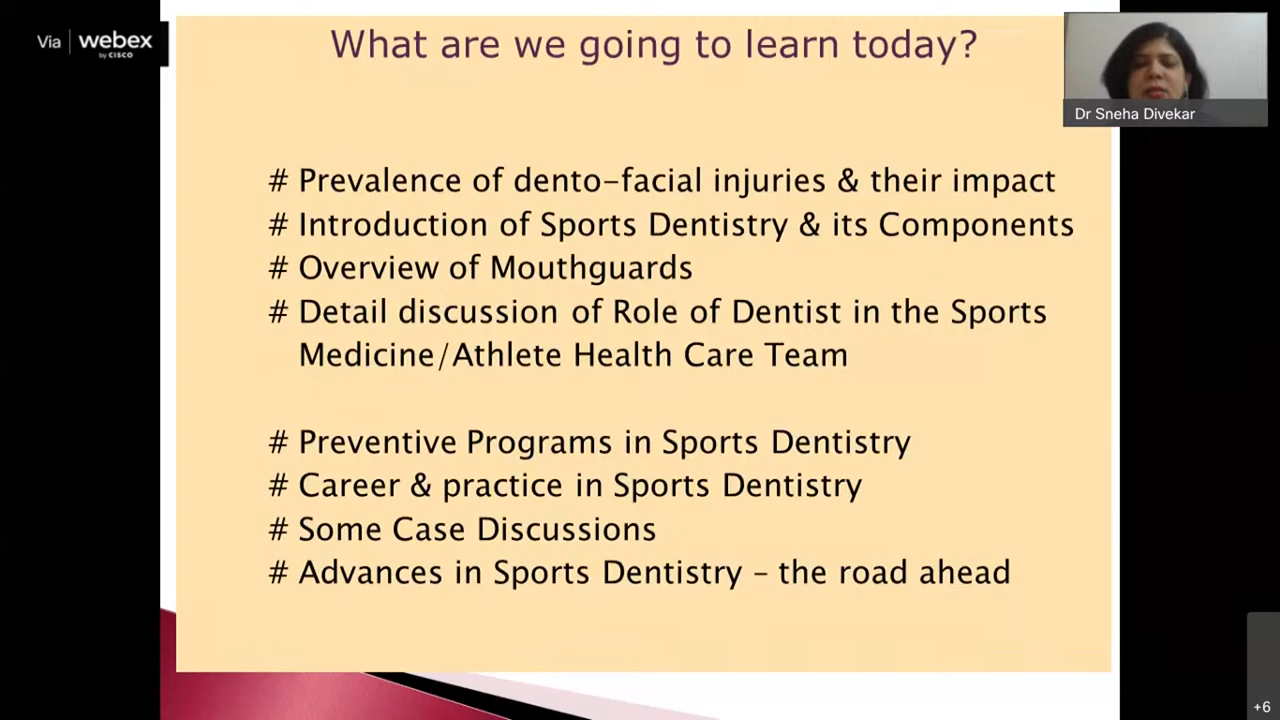 Via webex
by CISCO
What are we going to learn today?
Dr Sneha Divekar
# Prevalence of dento-facial injuries & their impact
# Introduction of Sports Dentistry & its Components
# Overview of Mouthguards
# Detail discussion of Role of Dentist in the Sports
Medicine/Athlete Health Care Team
# Preventive Programs in Sports Dentistry
# Career & practice in Sports Dentistry
# Some Case Discussions
# Advances in Sports Dentistry – the road ahead
+6